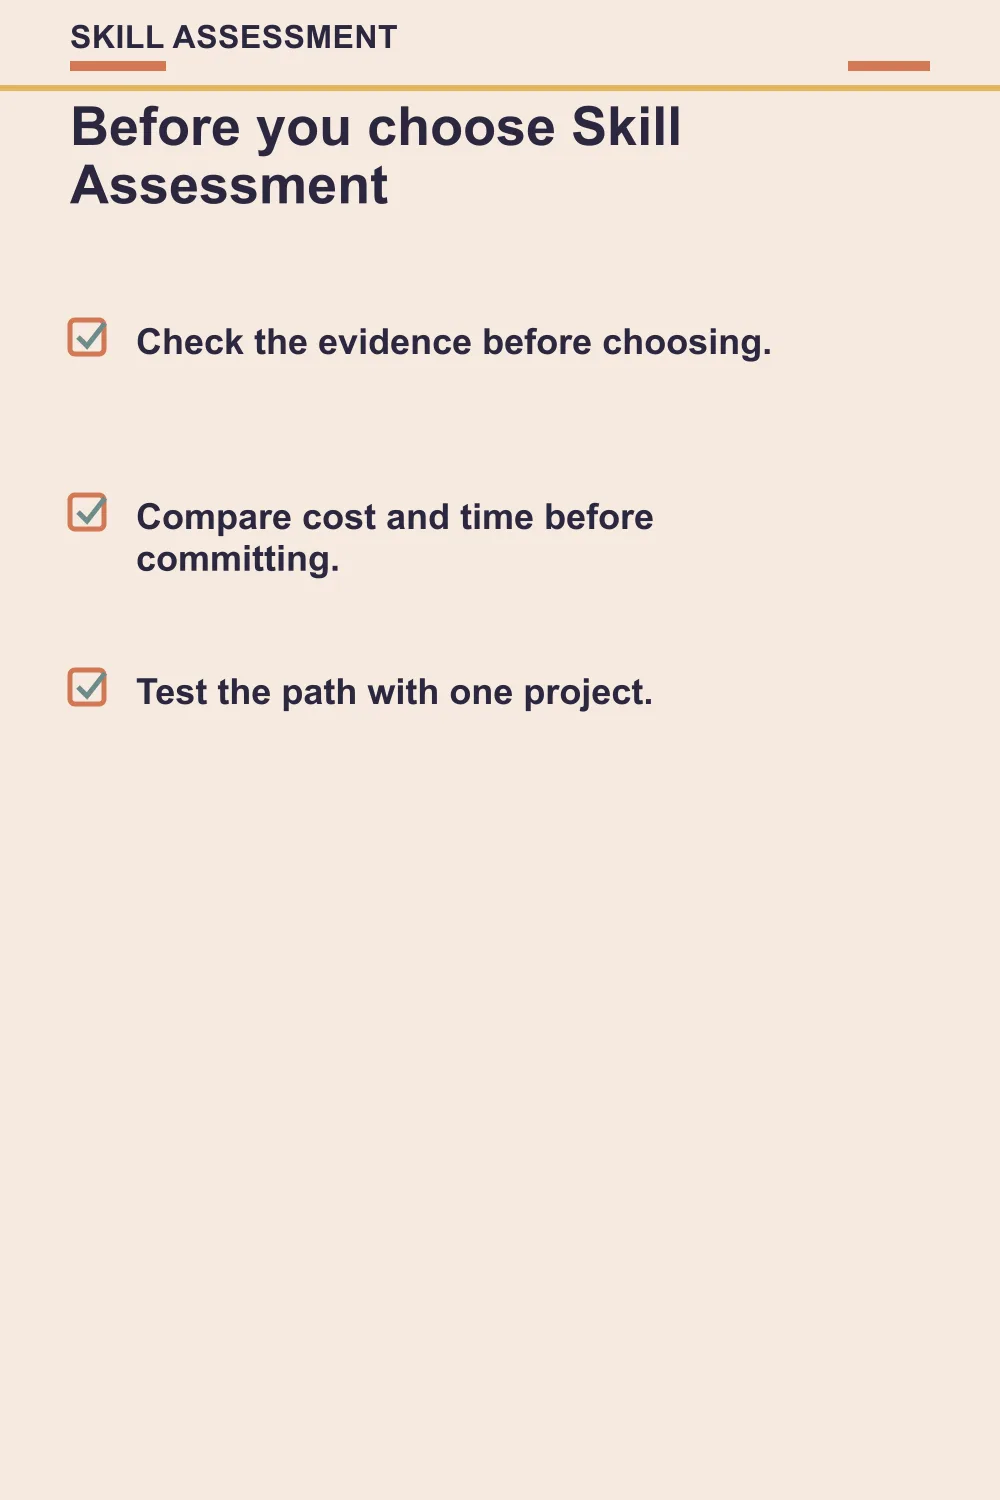 SKILL ASSESSMENT
Before you choose Skill
Assessment
Check the evidence before choosing.
Compare cost and time before
committing.
Test the path with one project.